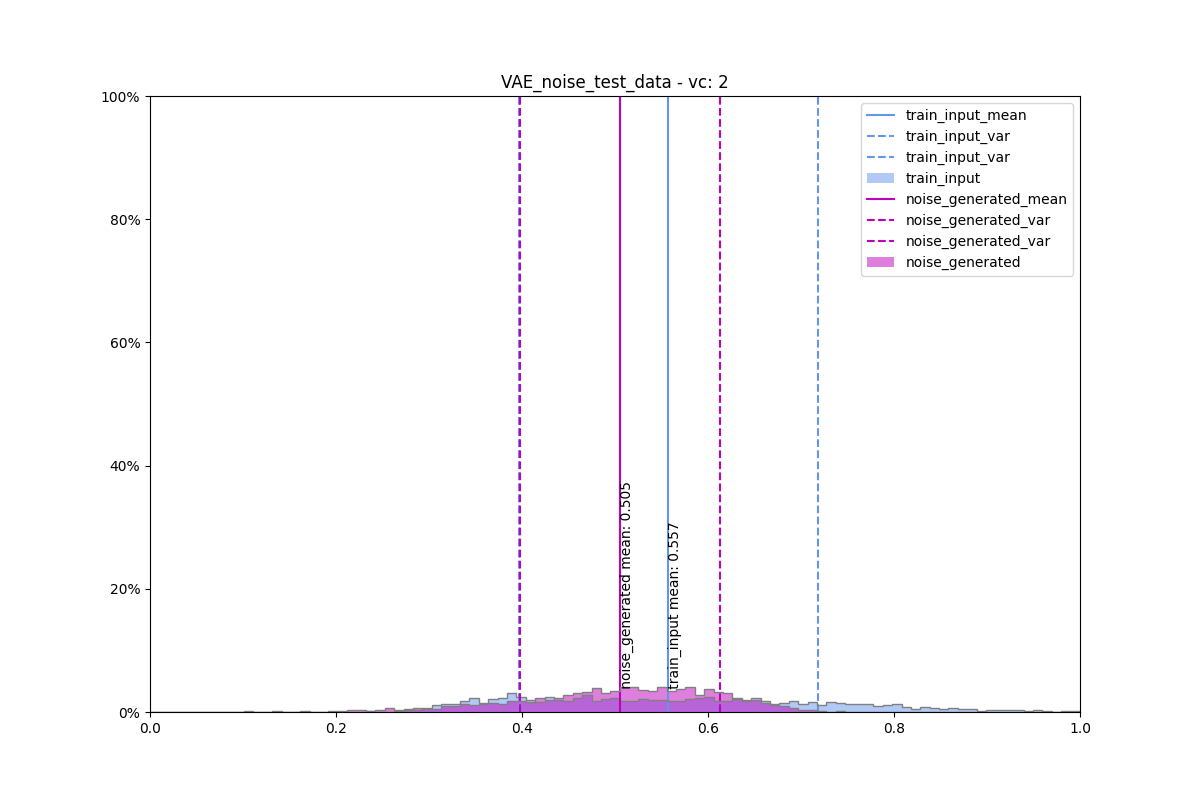 VAE_noise_test_data - vc: 2
100%
80%
60%
40%
20%
0%
train_input_mean
train_input_var
train_input_var
train_input
noise_generated_mean
noise_generated_var
noise_generated_var
noise_generated
noise_generated mean: 0.505
train_input mean: 0.557
0.0 0.2 0.4 0.6 0.8 1.0